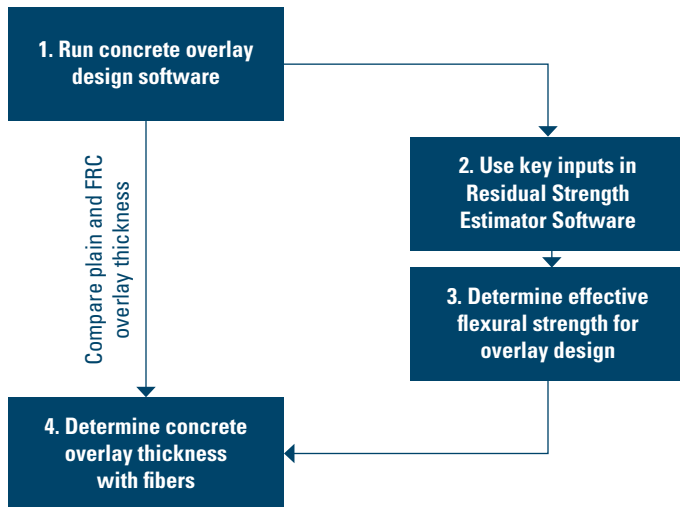 1. Run concrete overlay
design software
Compare plain and FRC
overlay thickness
2. Use key inputs in
Residual Strength
Estimator Software
3. Determine effective
flexural strength for
overlay design
4. Determine concrete
overlay thickness
with fibers